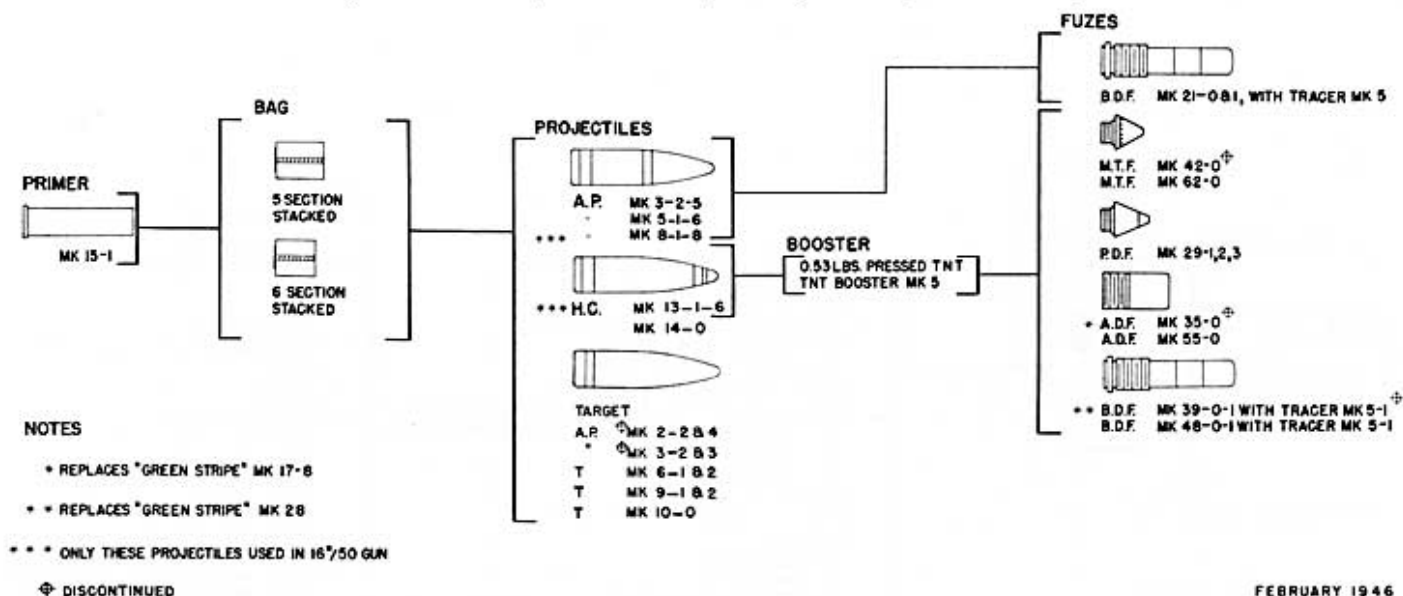 PRIMER
MK 15-1
BAG
5 SECTION
STACKED
6 SECTION
STACKED
PROJECTILES
A.P. MK 3-2-5
" MK 5-1-6
*** " MK 8-1-8
*** H.C. MK 13-1-6
MK 14-0
TARGET
A.P. ⌖MK 2-2 & 4
" ⌖MK 3-2 & 3
T MK 6-1 & 2
T MK 9-1 & 2
T MK 10-0
BOOSTER
0.53 LBS. PRESSED TNT
TNT BOOSTER MK 5
FUZES
B.D.F. MK 21-0&1, WITH TRACER MK 5
M.T.F. MK 42-0⌖
M.T.F. MK 62-0
P.D.F. MK 29-1,2,3
* A.D.F. MK 35-0⌖
A.D.F. MK 55-0
** B.D.F. MK 39-0-1 WITH TRACER MK 5-1⌖
B.D.F. MK 48-0-1 WITH TRACER MK 5-1
NOTES
* REPLACES "GREEN STRIPE" MK 17-8
** REPLACES "GREEN STRIPE" MK 28
*** ONLY THESE PROJECTILES USED IN 16"/50 GUN
⌖ DISCONTINUED
FEBRUARY 1946